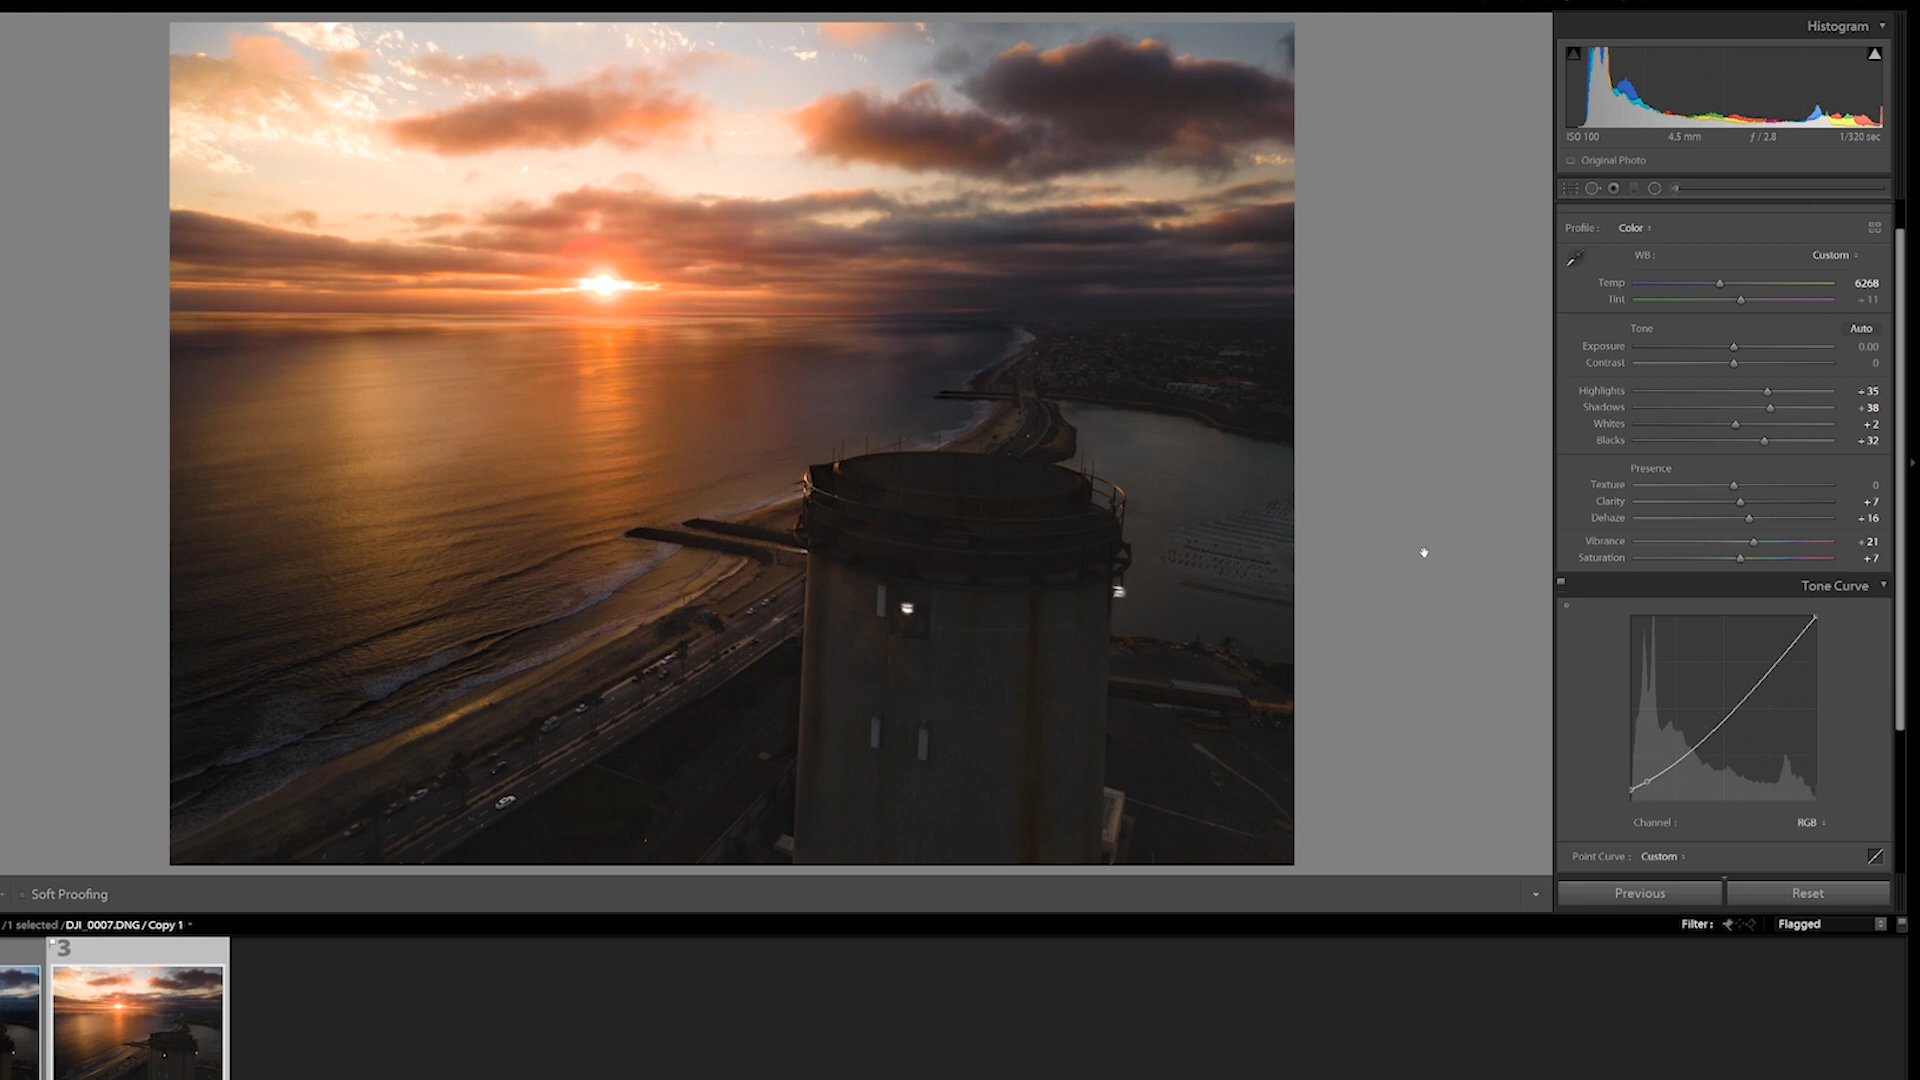 Histogram
ISO 100 4.5 mm ƒ / 2.8 1/320 sec
Original Photo
Profile : Color
WB : Custom
Temp 6268
Tint + 11
Tone Auto
Exposure 0.00
Contrast 0
Highlights + 35
Shadows + 38
Whites + 2
Blacks + 32
Presence
Texture 0
Clarity + 7
Dehaze + 16
Vibrance + 21
Saturation + 7
Tone Curve
Channel : RGB
Point Curve : Custom
Soft Proofing
Previous Reset
/1 selected / DJI_0007.DNG / Copy 1
Filter : Flagged
3